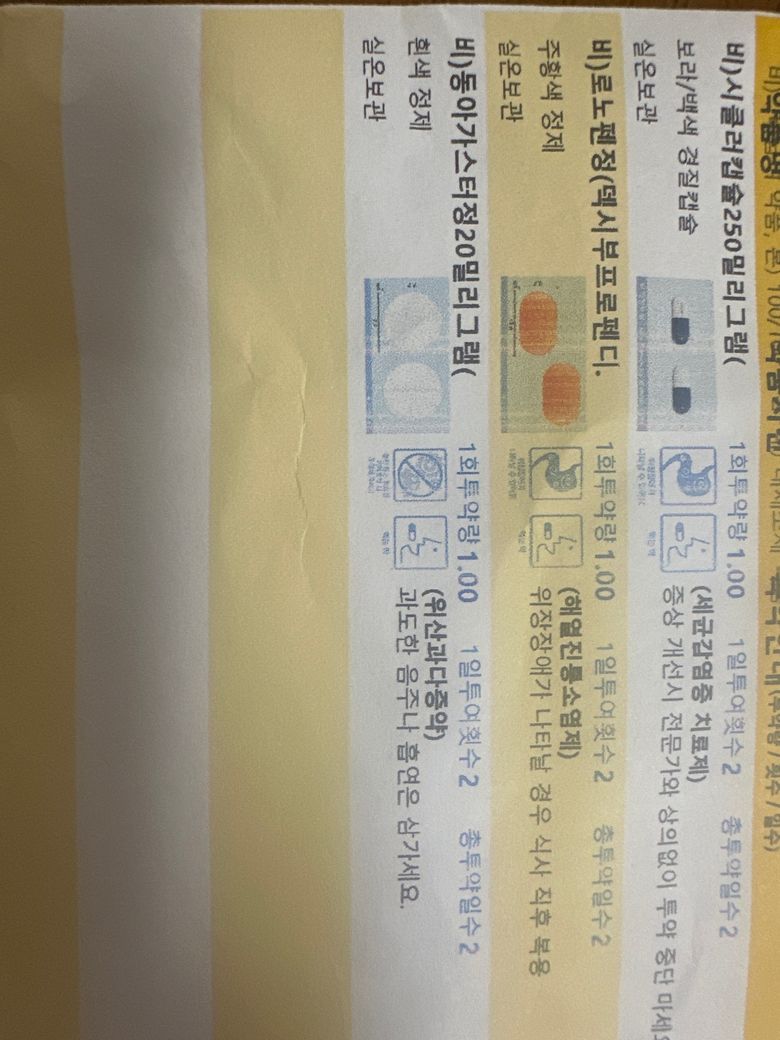 비)시클러캡슐250밀리그램(
보라/백색 경질캡슐
실온보관
1회투약량 1.00 1일투여횟수 2 총투약일수 2
(세균감염증 치료제)
증상 개선시 전문가와 상의없이 투약 중단 마세요
비)로노펜정(덱시부프로펜디.
주황색 정제
실온보관
1회투약량 1.00 1일투여횟수 2 총투약일수 2
(해열진통소염제)
위장장애가 나타날 경우 식사 직후 복용
비)동아가스터정20밀리그램(
흰색 정제
실온보관
1회투약량 1.00 1일투여횟수 2 총투약일수 2
(위산과다증약)
과도한 음주나 흡연은 삼가세요.